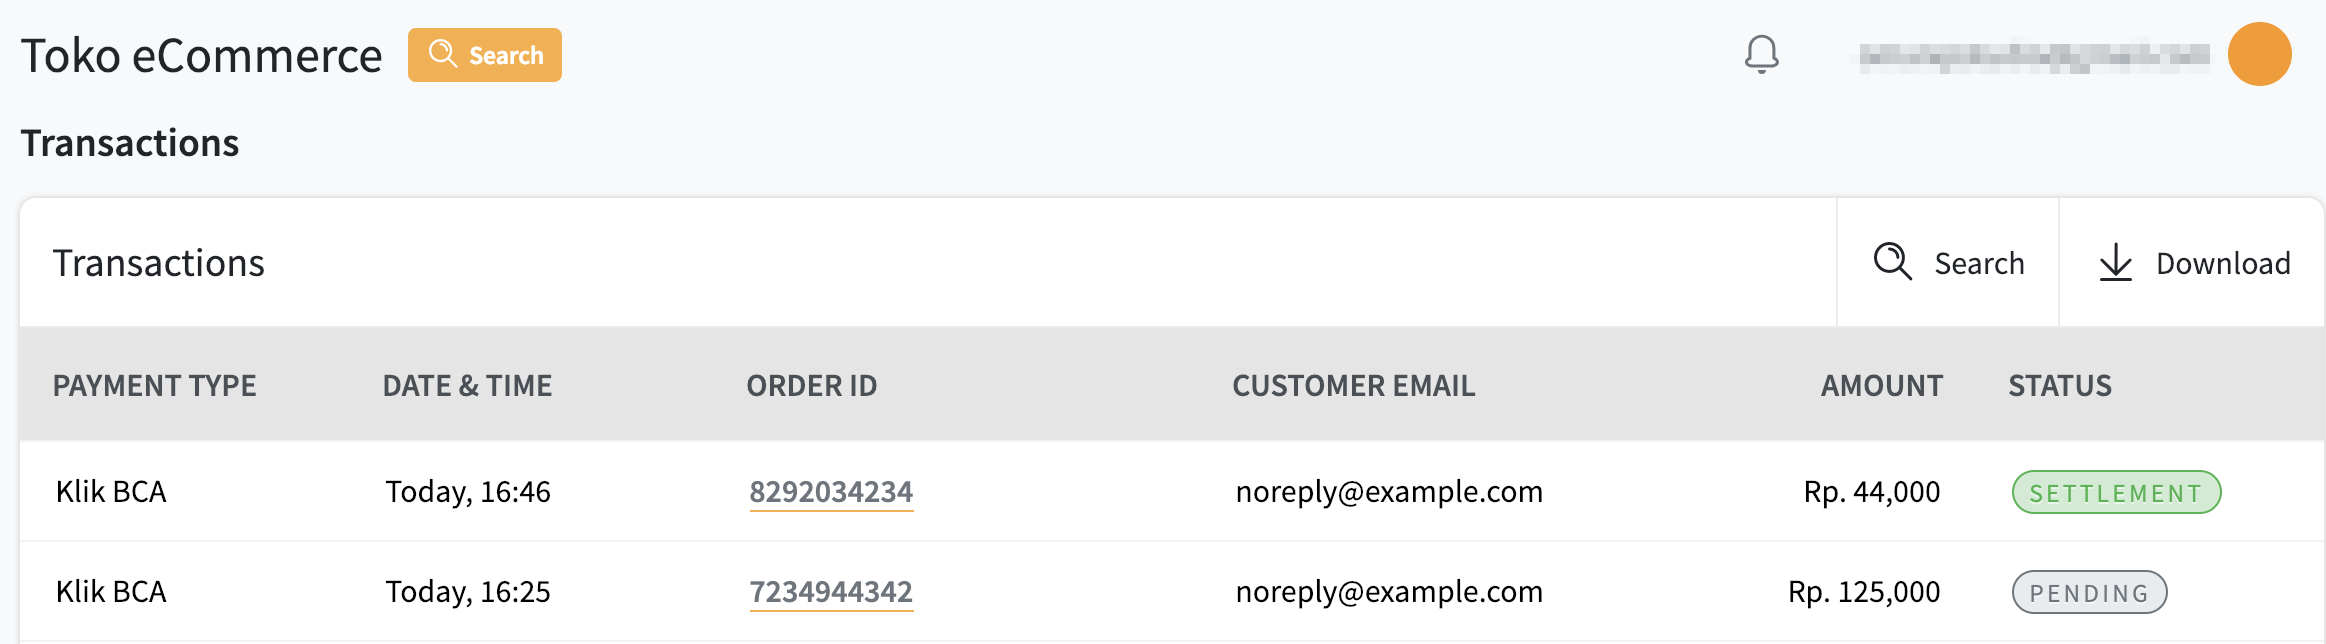 Toko eCommerce Search
Transactions
Transactions Search Download
PAYMENT TYPE DATE & TIME ORDER ID CUSTOMER EMAIL AMOUNT STATUS
Klik BCA Today, 16:46 8292034234 noreply@example.com Rp. 44,000 SETTLEMENT
Klik BCA Today, 16:25 7234944342 noreply@example.com Rp. 125,000 PENDING